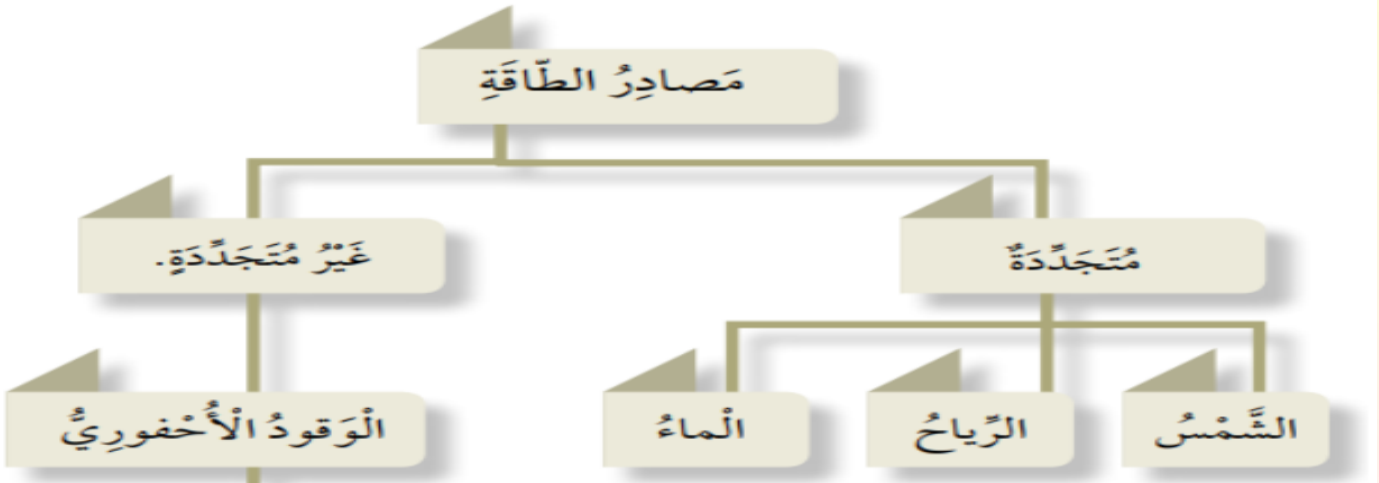 مَصادِرُ الطّاقَةِ
مُتَجَدِّدَةٌ
غَيْرُ مُتَجَدِّدَةٍ.
الشَّمْسُ
الرِّياحُ
الْماءُ
الْوَقودُ الْأُحْفورِيُّ